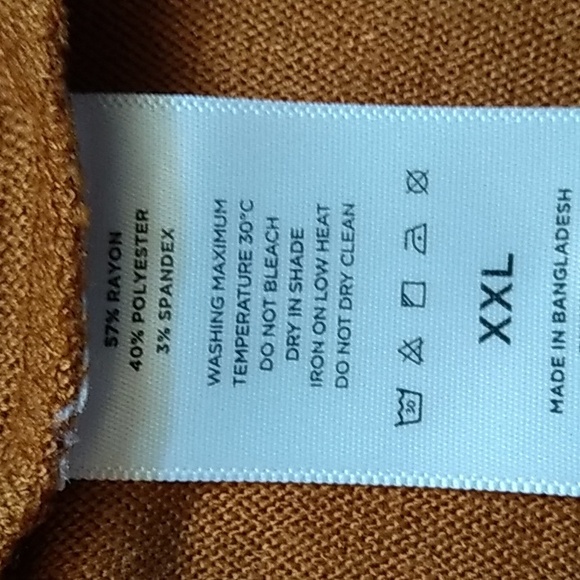 57% RAYON
40% POLYESTER
3% SPANDEX
WASHING MAXIMUM
TEMPERATURE 30°C
DO NOT BLEACH
DRY IN SHADE
IRON ON LOW HEAT
DO NOT DRY CLEAN
30
XXL
MADE IN BANGLADESH